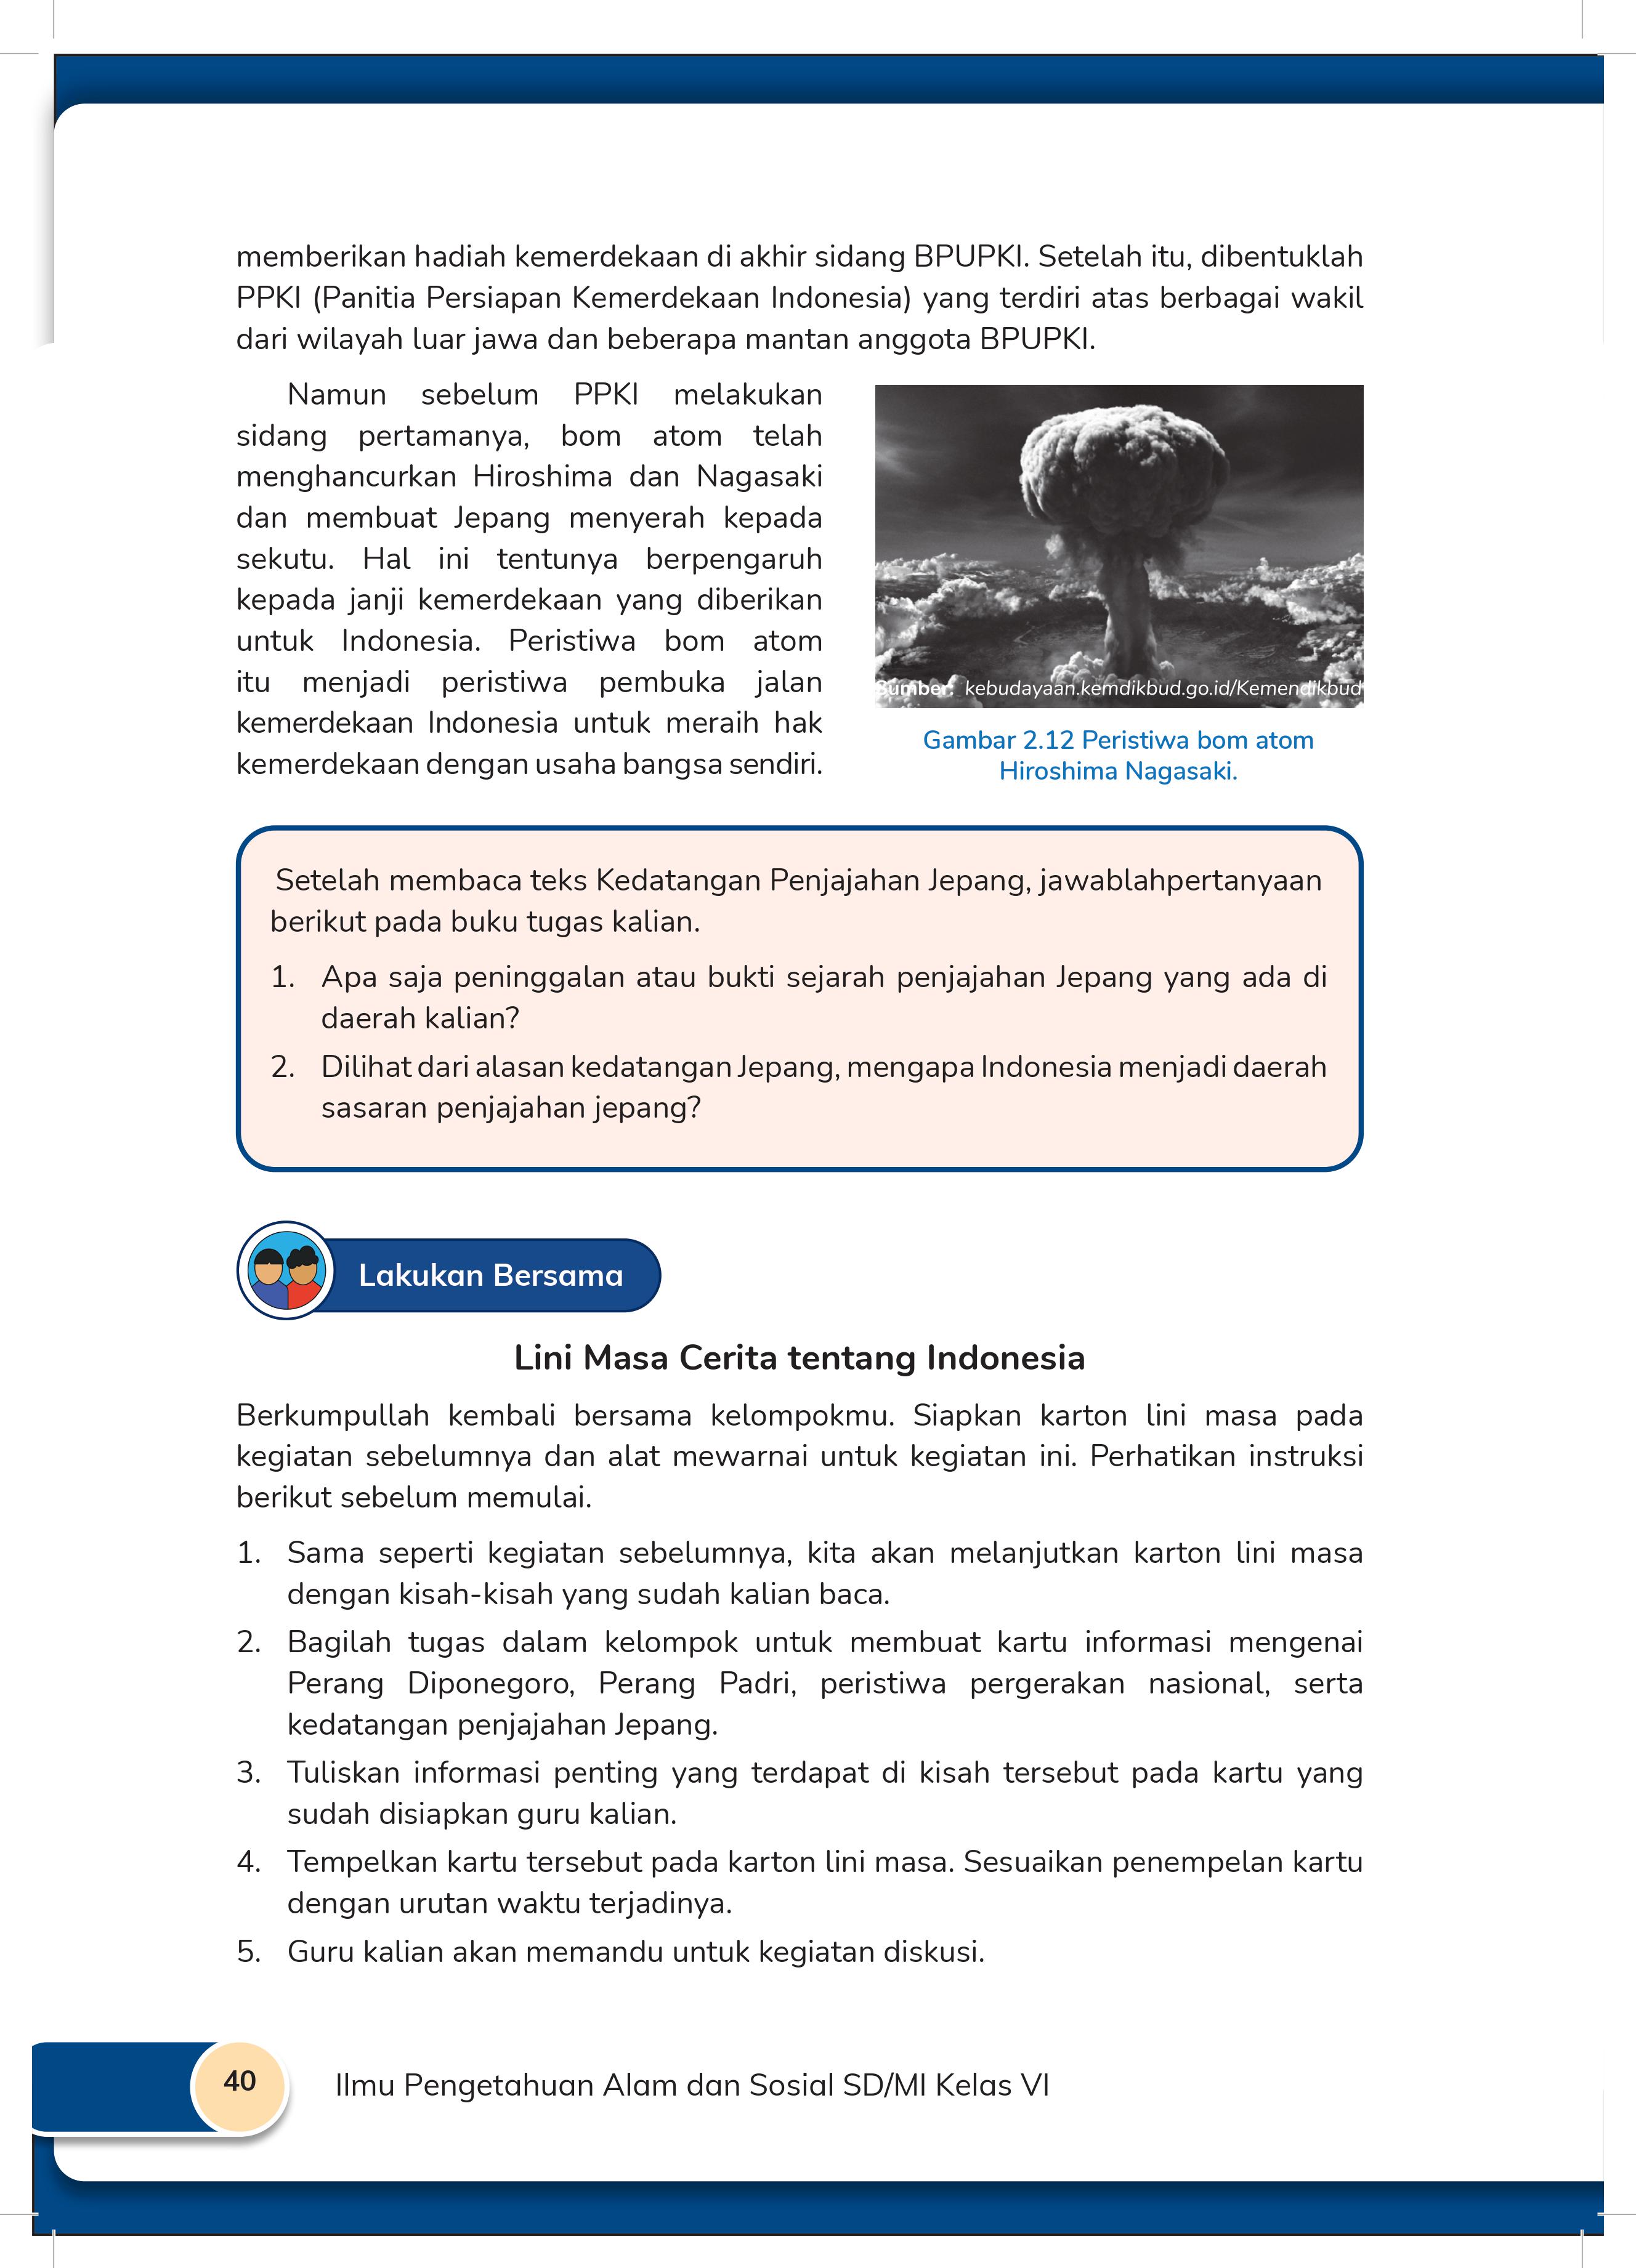 memberikan hadiah kemerdekaan di akhir sidang BPUPKI. Setelah itu, dibentuklah
PPKI (Panitia Persiapan Kemerdekaan Indonesia) yang terdiri atas berbagai wakil
dari wilayah luar jawa dan beberapa mantan anggota BPUPKI.
Namun sebelum PPKI melakukan
sidang pertamanya, bom atom telah
menghancurkan Hiroshima dan Nagasaki
dan membuat Jepang menyerah kepada
sekutu. Hal ini tentunya berpengaruh
kepada janji kemerdekaan yang diberikan
untuk Indonesia. Peristiwa bom atom
itu menjadi peristiwa pembuka jalan
kemerdekaan Indonesia untuk meraih hak
kemerdekaan dengan usaha bangsa sendiri.
Sumber: kebudayaan.kemdikbud.go.id/Kemendikbud
Gambar 2.12 Peristiwa bom atom
Hiroshima Nagasaki.
Setelah membaca teks Kedatangan Penjajahan Jepang, jawablahpertanyaan
berikut pada buku tugas kalian.
1. Apa saja peninggalan atau bukti sejarah penjajahan Jepang yang ada di
daerah kalian?
2. Dilihat dari alasan kedatangan Jepang, mengapa Indonesia menjadi daerah
sasaran penjajahan jepang?
Lakukan Bersama
Lini Masa Cerita tentang Indonesia
Berkumpullah kembali bersama kelompokmu. Siapkan karton lini masa pada
kegiatan sebelumnya dan alat mewarnai untuk kegiatan ini. Perhatikan instruksi
berikut sebelum memulai.
1. Sama seperti kegiatan sebelumnya, kita akan melanjutkan karton lini masa
dengan kisah-kisah yang sudah kalian baca.
2. Bagilah tugas dalam kelompok untuk membuat kartu informasi mengenai
Perang Diponegoro, Perang Padri, peristiwa pergerakan nasional, serta
kedatangan penjajahan Jepang.
3. Tuliskan informasi penting yang terdapat di kisah tersebut pada kartu yang
sudah disiapkan guru kalian.
4. Tempelkan kartu tersebut pada karton lini masa. Sesuaikan penempelan kartu
dengan urutan waktu terjadinya.
5. Guru kalian akan memandu untuk kegiatan diskusi.
40
Ilmu Pengetahuan Alam dan Sosial SD/MI Kelas VI